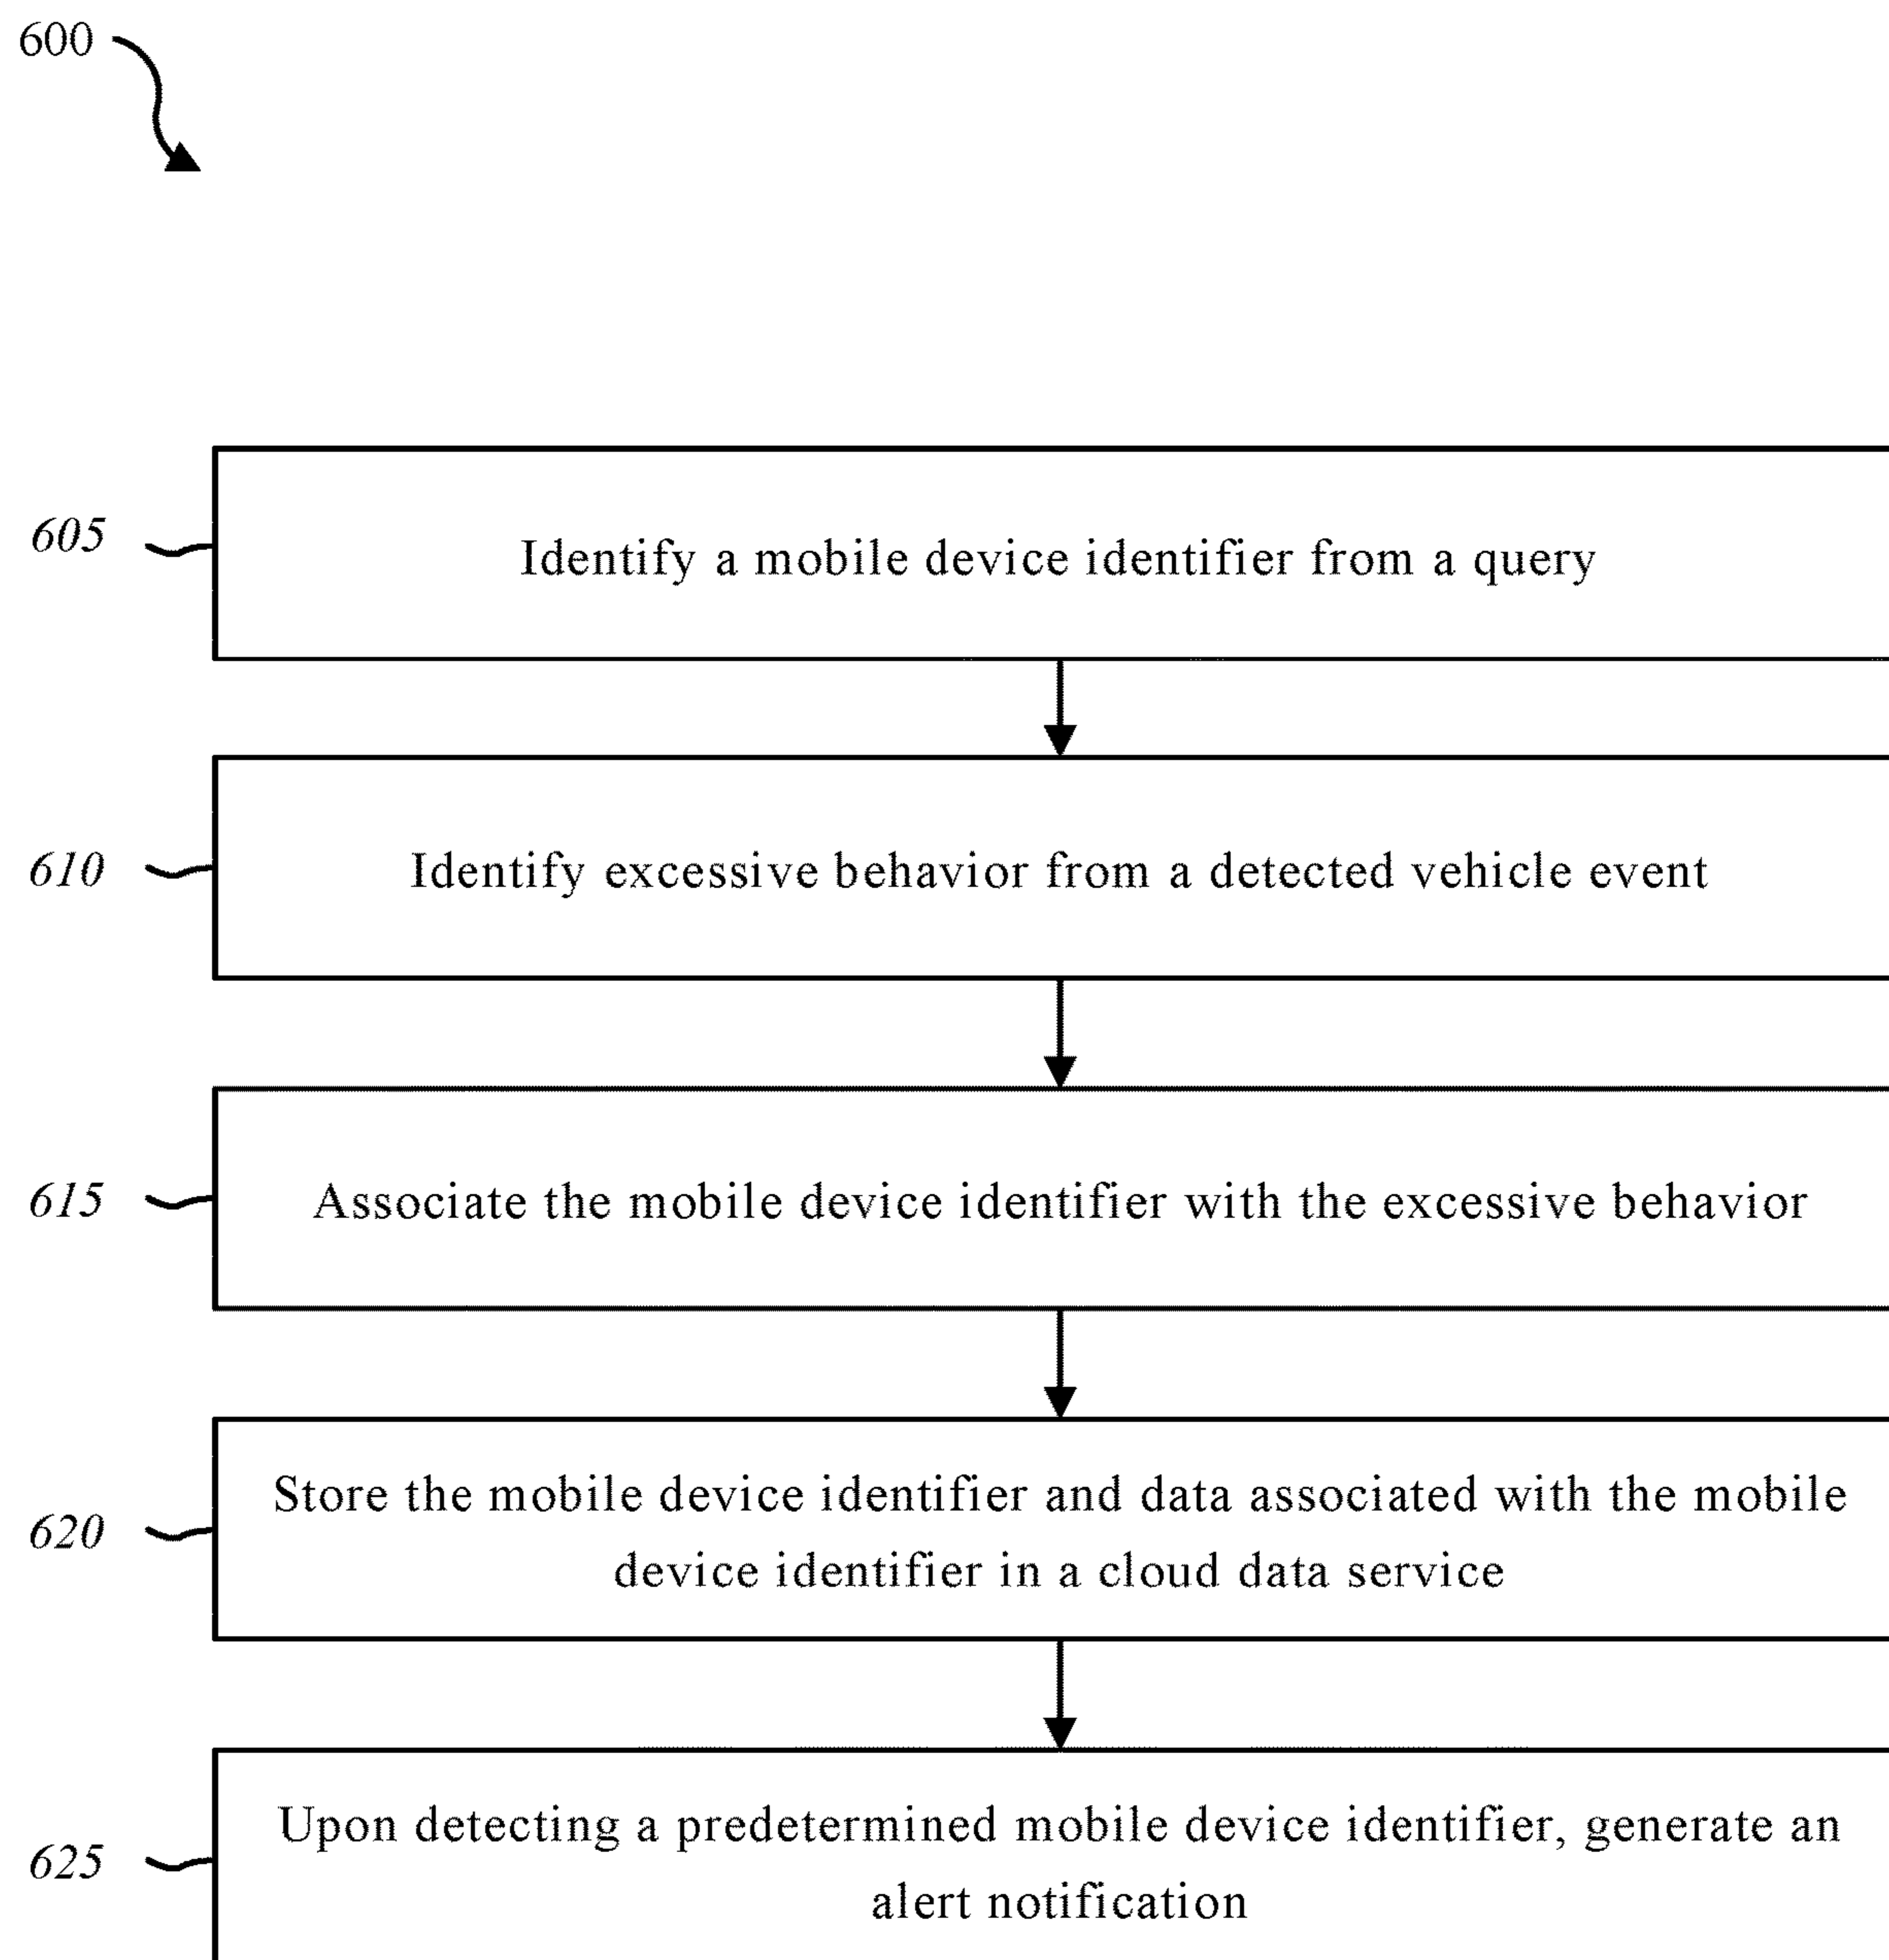 600
605
Identify a mobile device identifier from a query
610
Identify excessive behavior from a detected vehicle event
615
Associate the mobile device identifier with the excessive behavior
620
Store the mobile device identifier and data associated with the mobile
device identifier in a cloud data service
625
Upon detecting a predetermined mobile device identifier, generate an
alert notification